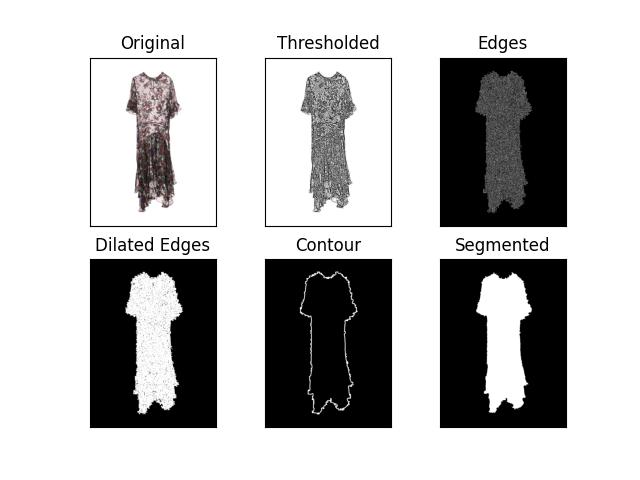 Original
Thresholded
Edges
Dilated Edges
Contour
Segmented